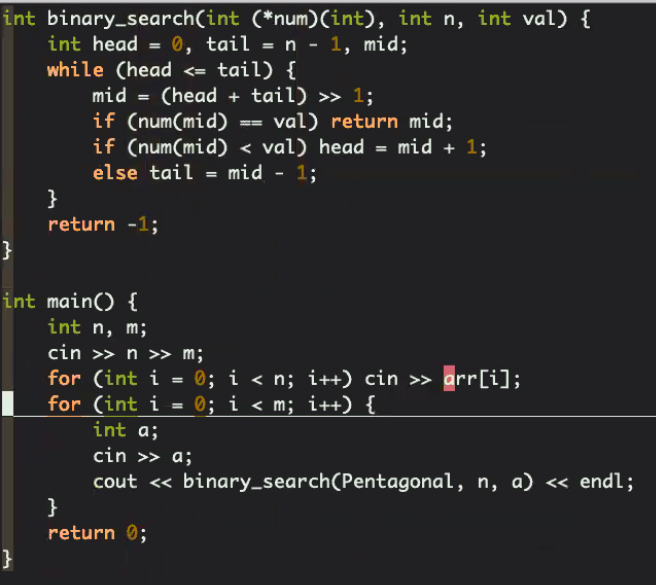 int binary_search(int (*num)(int), int n, int val) {
    int head = 0, tail = n - 1, mid;
    while (head <= tail) {
        mid = (head + tail) >> 1;
        if (num(mid) == val) return mid;
        if (num(mid) < val) head = mid + 1;
        else tail = mid - 1;
    }
    return -1;
}

int main() {
    int n, m;
    cin >> n >> m;
    for (int i = 0; i < n; i++) cin >> arr[i];
    for (int i = 0; i < m; i++) {
        int a;
        cin >> a;
        cout << binary_search(Pentagonal, n, a) << endl;
    }
    return 0;
}